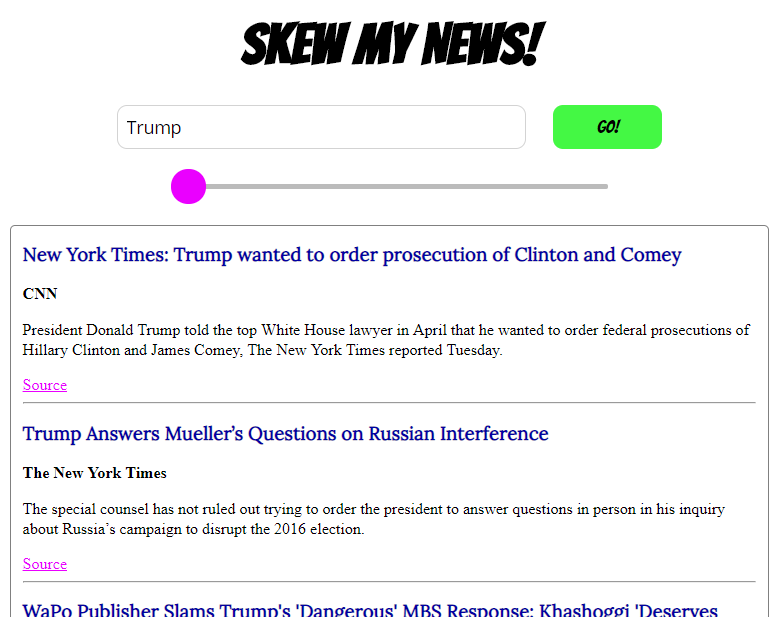 SKEW MY NEWS!
Trump
GO!
New York Times: Trump wanted to order prosecution of Clinton and Comey
CNN
President Donald Trump told the top White House lawyer in April that he wanted to order federal prosecutions of
Hillary Clinton and James Comey, The New York Times reported Tuesday.
Source
Trump Answers Mueller’s Questions on Russian Interference
The New York Times
The special counsel has not ruled out trying to order the president to answer questions in person in his inquiry
about Russia’s campaign to disrupt the 2016 election.
Source
WaPo Publisher Slams Trump's 'Dangerous' MBS Response: Khashoggi 'Deserves